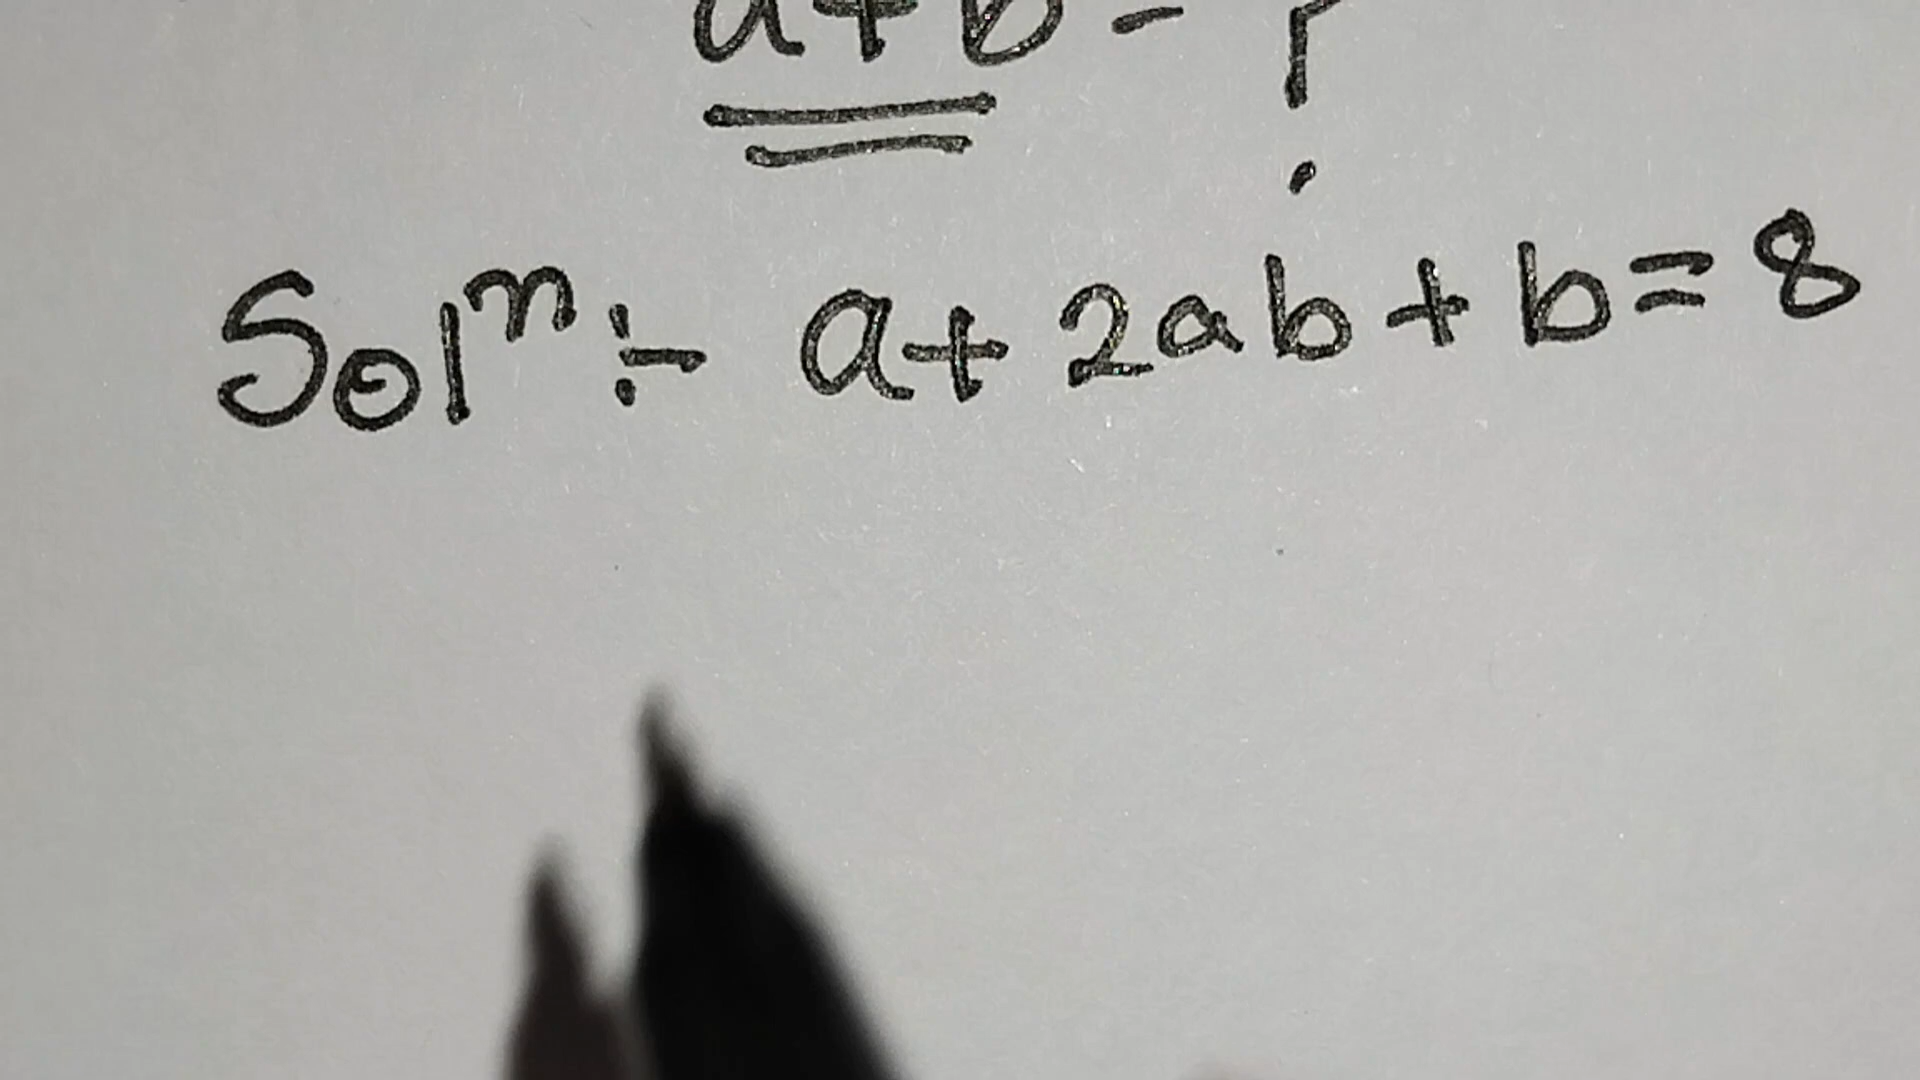 a+b = ?
Solⁿ:- a+2ab+b=8